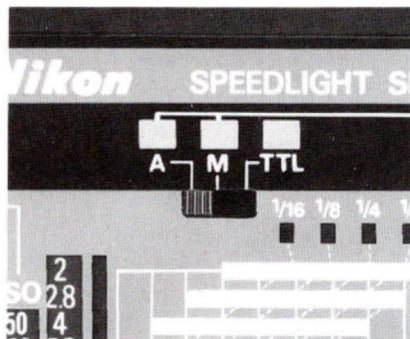 Nikon SPEEDLIGHT S
A M TTL
1/16 1/8 1/4
2
SO 2.8
50 4